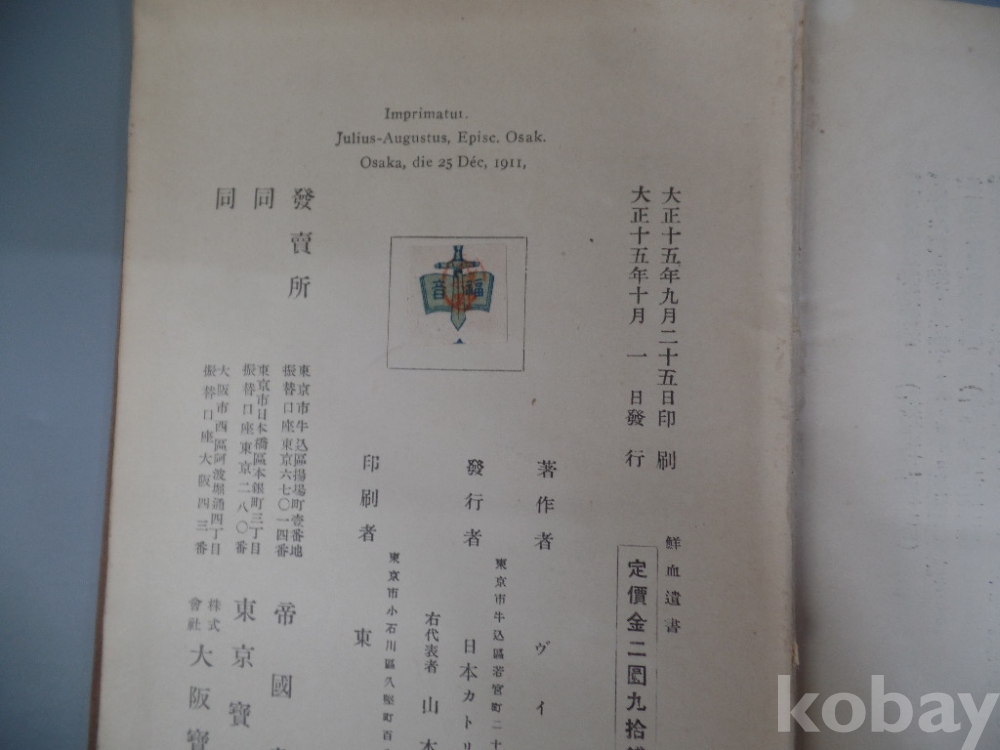 Imprimatur.
Julius-Augustus, Episc. Osak.
Osaka, die 25 Déc, 1911,
大正十五年九月二十五日印刷
大正十五年十月一日發行
鮮血遺書
定價金二圓九拾
福音
著作者 ヴィ
東京市牛込區若宮町二十
發行者 日本カトリ
右代表者 山本
東京市小石川區久堅町百
印刷者 東
東京市牛込區揚場町壹番地
振替口座東京六七〇一四番
發賣所 帝國
東京市日本橋區本銀町三丁目
振替口座東京二八〇番
同 東京寶
大阪市西區阿波堀通四丁目
振替口座大阪四三番
同 株式會社 大阪寶
kobay